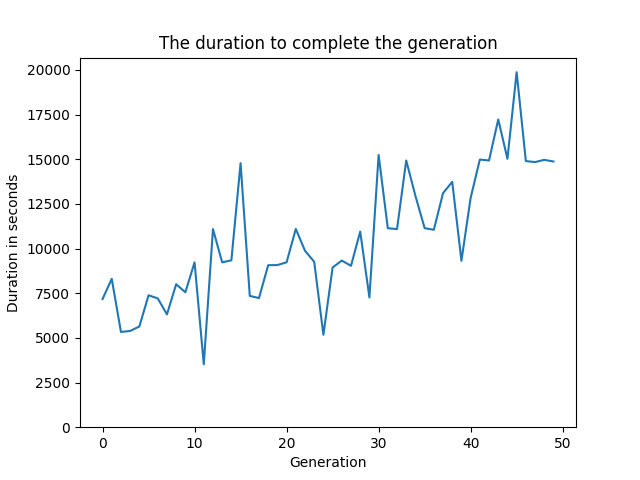 The duration to complete the generation
20000
17500
15000
12500
10000
7500
5000
2500
0
Duration in seconds
0 10 20 30 40 50
Generation